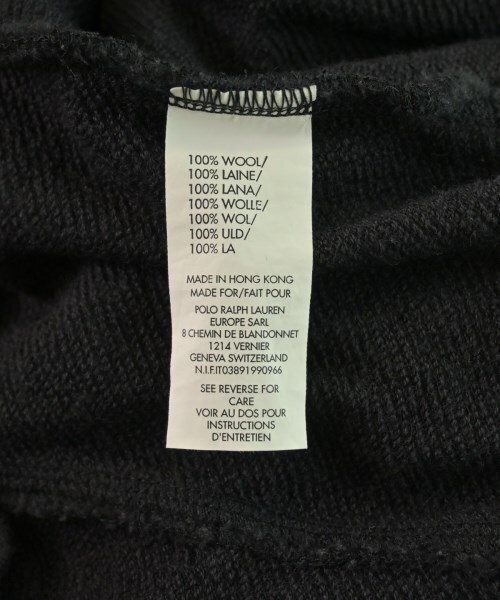 100% WOOL/
100% LAINE/
100% LANA/
100% WOLLE/
100% WOL/
100% ULD/
100% LA
MADE IN HONG KONG
MADE FOR/FAIT POUR
POLO RALPH LAUREN
EUROPE SARL
8 CHEMIN DE BLANDONNET
1214 VERNIER
GENEVA SWITZERLAND
N.I.F.IT03891990966
SEE REVERSE FOR
CARE
VOIR AU DOS POUR
INSTRUCTIONS
D'ENTRETIEN